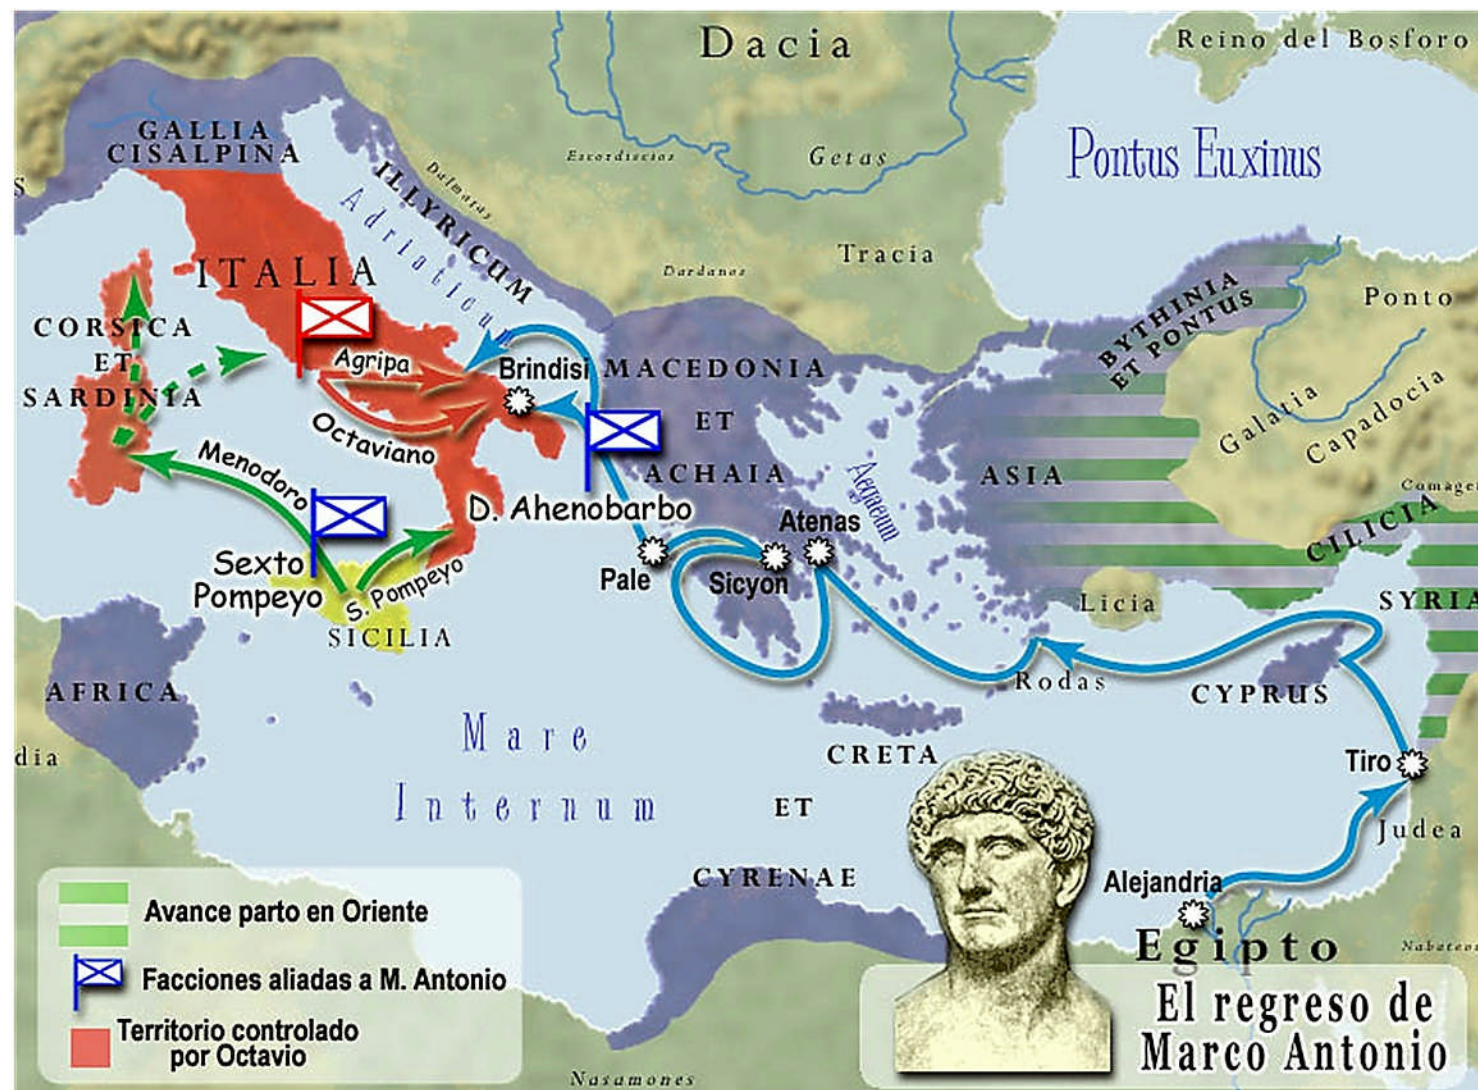 Dacia
Reino del Bosforo
GALLIA
CISALPINA
Escordiscios
Getas
Pontus Euxinus
S
ILLYRICUM
Dalmatas
Adriaticum
Tracia
Dardanos
ITALIA
BYTHINIA
ET PONTUS
Ponto
CORSICA
ET
SARDINIA
Agripa
Brindisi
MACEDONIA
ET
ACHAIA
Galatia
Capadocia
Octaviano
Menodoro
Aegaeum
ASIA
Comage
D. Ahenobarbo
Atenas
CILICIA
Sexto
Pompeyo
S. Pompeyo
SICILIA
Pale
Sicyon
Licia
SYRIA
AFRICA
Rodas
CYPRUS
Mare
Internum
CRETA
ET
CYRENAE
dia
Tiro
Judea
Alejandria
Egipto
Nabateos
Avance parto en Oriente
Facciones aliadas a M. Antonio
Territorio controlado
por Octavio
El regreso de
Marco Antonio
Nasamones